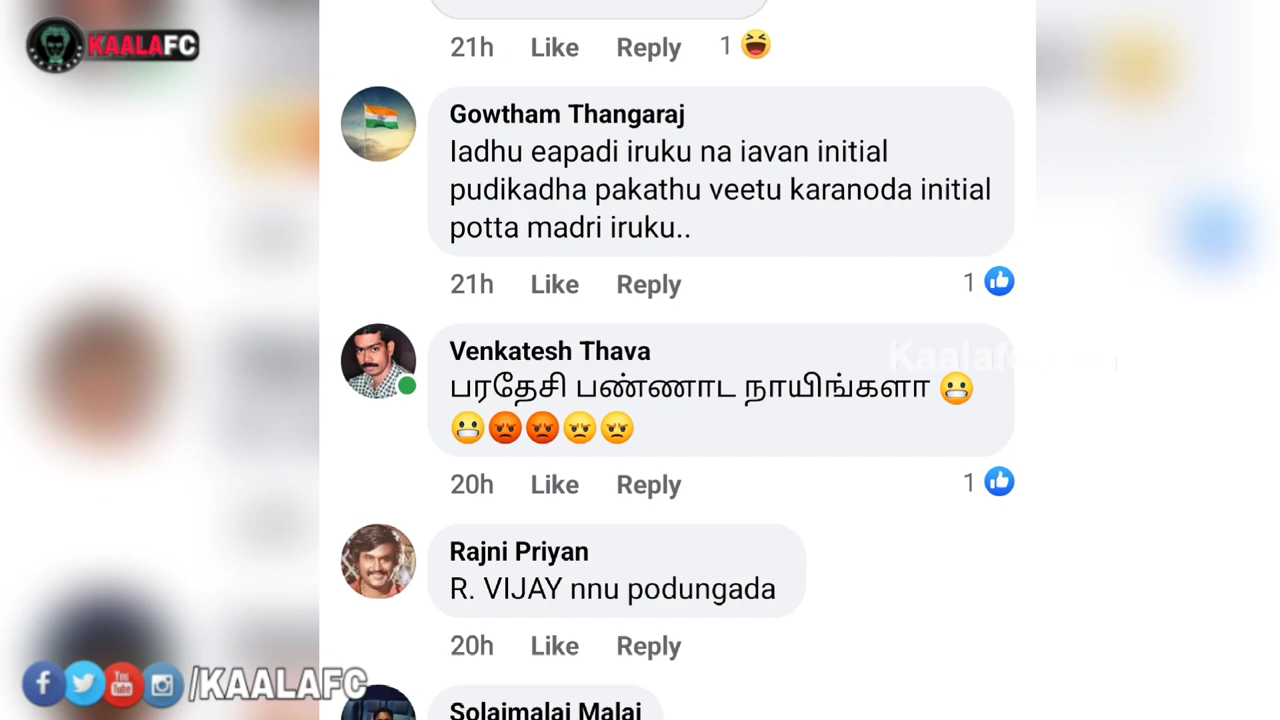 KAALAFC
21h Like Reply 1
Gowtham Thangaraj
Iadhu eapadi iruku na iavan initial
pudikadha pakathu veetu karanoda initial
potta madri iruku..
21h Like Reply 1
Venkatesh Thava
பரதேசி பண்ணாட நாயிங்களா 😬
😬😡😡😠😠
20h Like Reply 1
Rajni Priyan
R. VIJAY nnu podungada
20h Like Reply
/KAALAFC
Solaimalai Malai